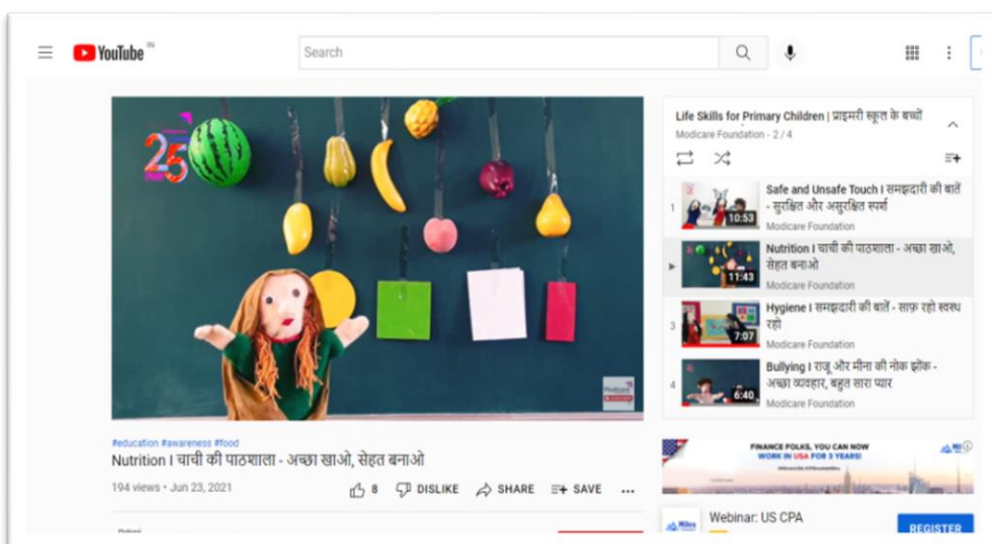 YouTube IN
Search
25
Life Skills for Primary Children | प्राइमरी स्कूल के बच्चों
Modicare Foundation - 2 / 4
1
Safe and Unsafe Touch I समझदारी की बातें
- सुरक्षित और असुरक्षित स्पर्श
10:53
Modicare Foundation
Nutrition I चाची की पाठशाला - अच्छा खाओ,
सेहत बनाओ
11:43
Modicare Foundation
3
Hygiene I समझदारी की बातें - साफ़ रहो स्वस्थ
रहो
7:07
Modicare Foundation
4
Bullying I राजू और मीना की नोक झोंक -
अच्छा व्यवहार, बहुत सारा प्यार
6:40
Modicare Foundation
#education #awareness #food
Nutrition I चाची की पाठशाला - अच्छा खाओ, सेहत बनाओ
194 views • Jun 23, 2021
8 DISLIKE SHARE SAVE
FINANCE FOLKS, YOU CAN NOW
WORK IN USA FOR 3 YEARS!
Miles
Webinar: US CPA
REGISTER